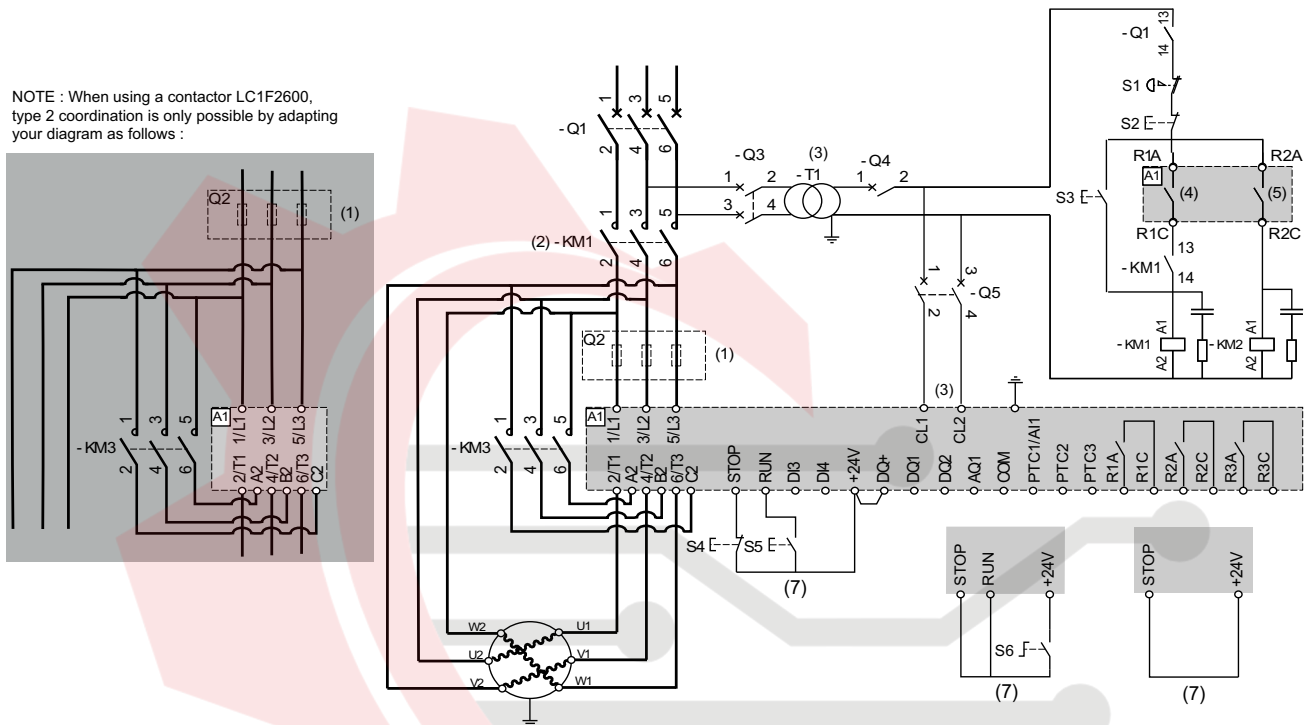 NOTE : When using a contactor LC1F2600,
type 2 coordination is only possible by adapting
your diagram as follows :
Q2
(1)
1 3 5
- KM3
2 4 6
A1
1/L1 3/L2 5/L3
2/T1 A2 4/T2 B2 6/T3 C2
1 3 5
- Q1
2 4 6
1 3 5
(2) - KM1
2 4 6
- Q3
1 2
3 4
(3)
- T1
- Q4
1 2
1 3
- Q5
2 4
(3)
13
- Q1
14
S1
S2
S3
R1A R2A
A1
(4) (5)
R1C R2C
13
- KM1
14
A1 A1
- KM1 - KM2
A2 A2
Q2
(1)
1 3 5
- KM3
2 4 6
A1
1/L1 3/L2 5/L3
CL1 CL2
2/T1 A2 4/T2 B2 6/T3 C2
STOP RUN DI3 DI4 +24V DQ+ DQ1 DQ2 AQ1 COM PTC1/AI1 PTC2 PTC3 R1A R1C R2A R2C R3A R3C
S4 S5
(7)
STOP RUN +24V
S6
(7)
STOP +24V
(7)
W2 U1
U2 V1
V2 W1